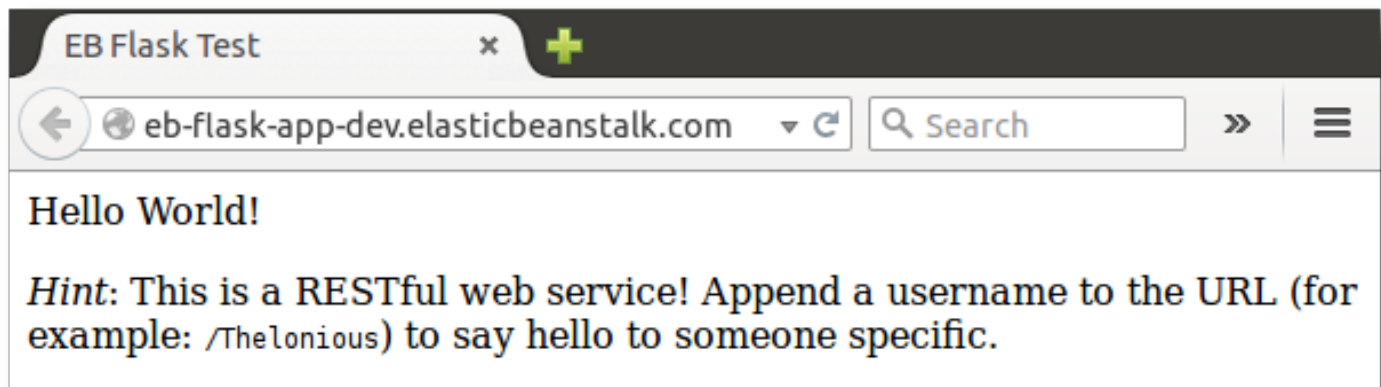 EB Flask Test
eb-flask-app-dev.elasticbeanstalk.com Search
Hello World!
Hint: This is a RESTful web service! Append a username to the URL (for
example: /Thelonious) to say hello to someone specific.